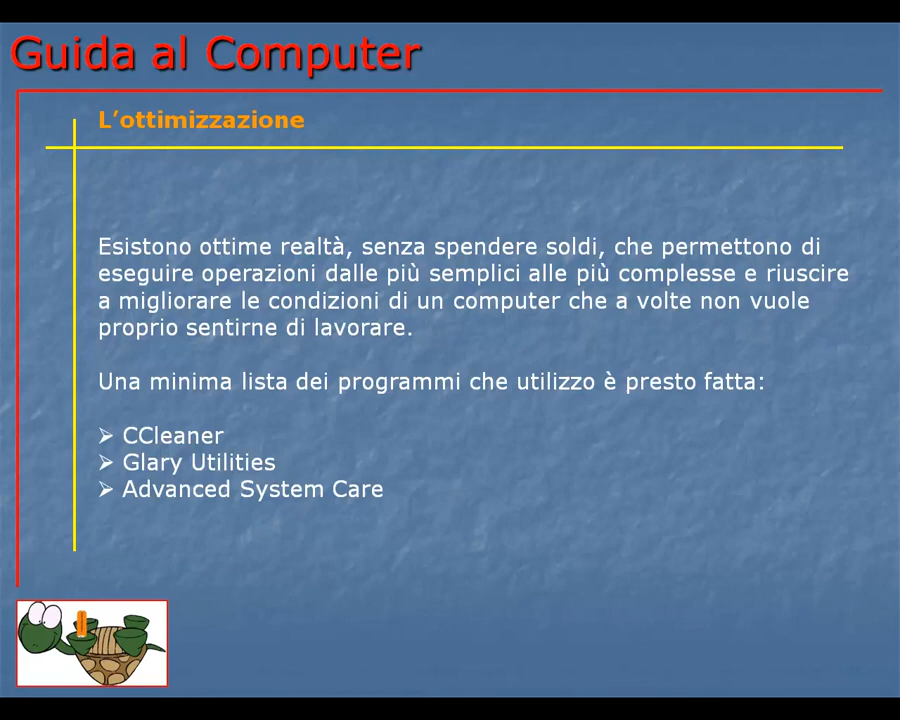 Guida al Computer
L’ottimizzazione
Esistono ottime realtà, senza spendere soldi, che permettono di
eseguire operazioni dalle più semplici alle più complesse e riuscire
a migliorare le condizioni di un computer che a volte non vuole
proprio sentirne di lavorare.
Una minima lista dei programmi che utilizzo è presto fatta:
➢ CCleaner
➢ Glary Utilities
➢ Advanced System Care